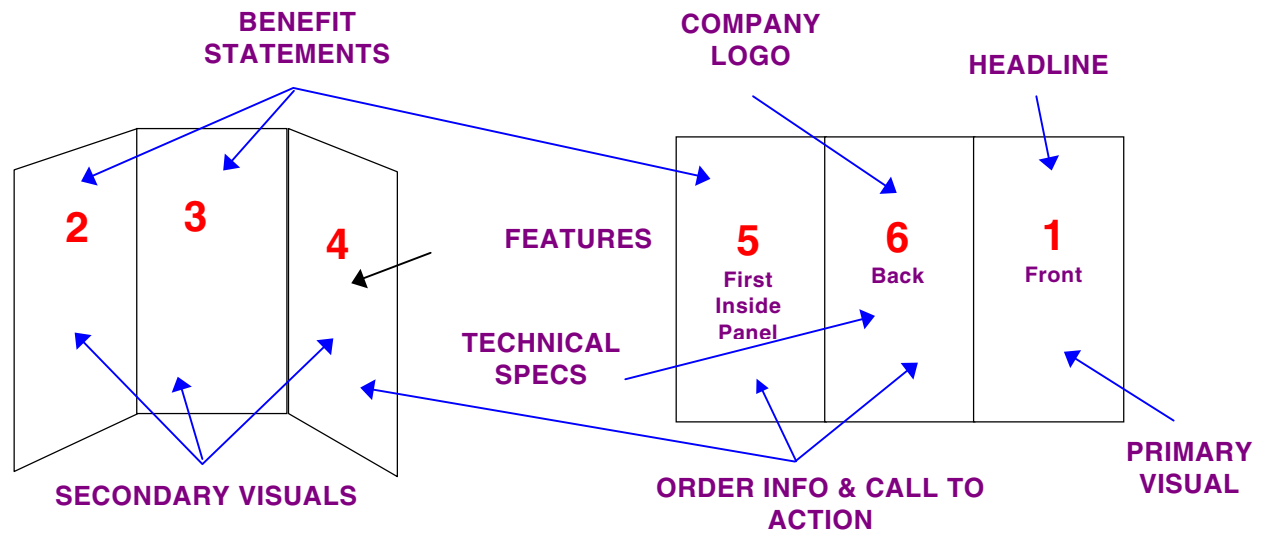 BENEFIT
STATEMENTS
COMPANY
LOGO
HEADLINE
2
3
4
FEATURES
5
First
Inside
Panel
6
Back
1
Front
TECHNICAL
SPECS
SECONDARY VISUALS
ORDER INFO & CALL TO
ACTION
PRIMARY
VISUAL